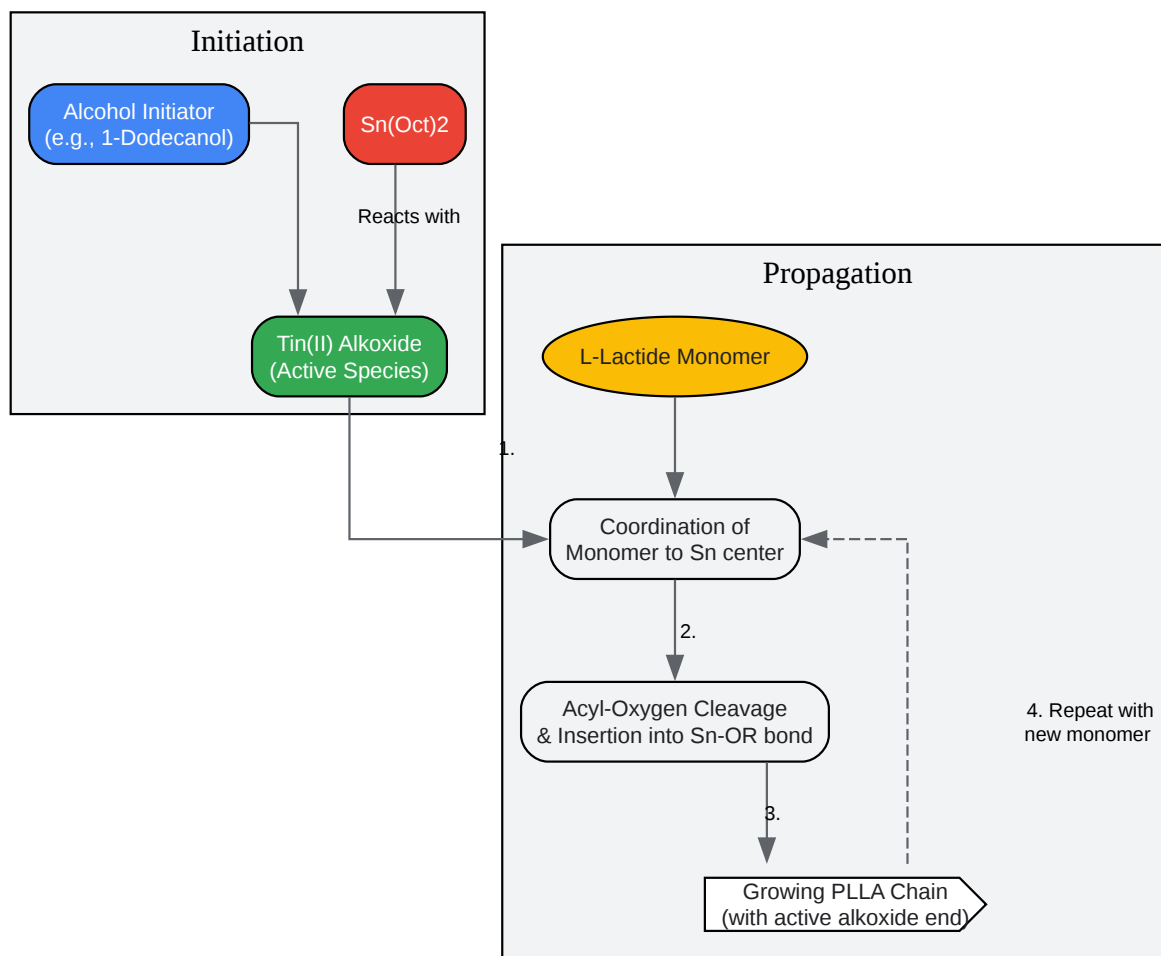 Initiation
Alcohol Initiator
(e.g., 1-Dodecanol)
Sn(Oct)2
Reacts with
Tin(II) Alkoxide
(Active Species)
Propagation
L-Lactide Monomer
1.
Coordination of
Monomer to Sn center
2.
Acyl-Oxygen Cleavage
& Insertion into Sn-OR bond
4. Repeat with
new monomer
3.
Growing PLLA Chain
(with active alkoxide end)